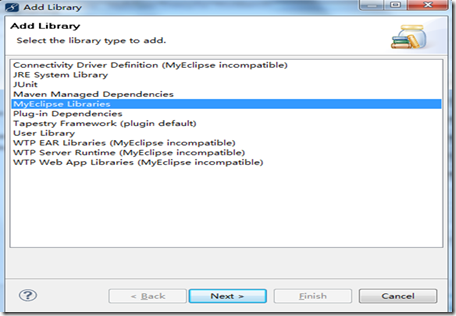 Add Library
Add Library
Select the library type to add.
Connectivity Driver Definition (MyEclipse incompatible)
JRE System Library
JUnit
Maven Managed Dependencies
MyEclipse Libraries
Plug-in Dependencies
Tapestry Framework (plugin default)
User Library
WTP EAR Libraries (MyEclipse incompatible)
WTP Server Runtime (MyEclipse incompatible)
WTP Web App Libraries (MyEclipse incompatible)
?
< Back
Next >
Finish
Cancel